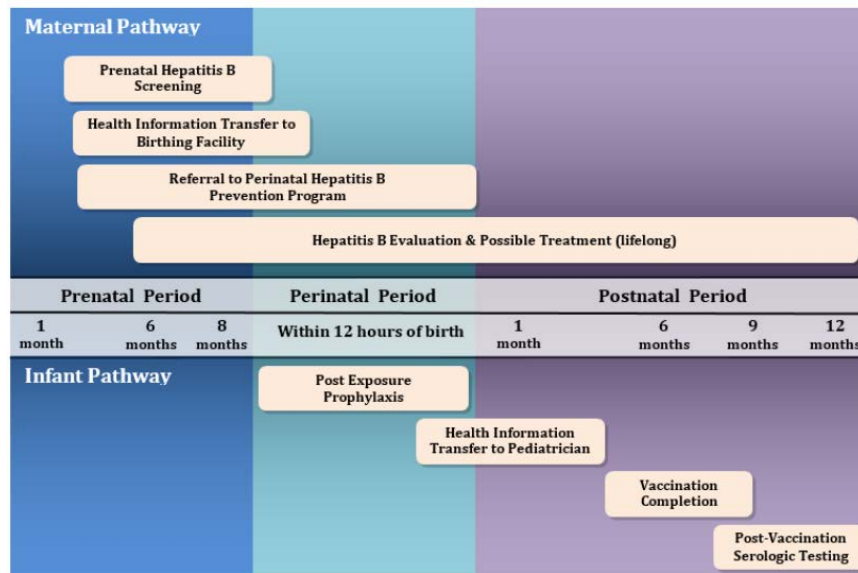 Maternal Pathway
Prenatal Hepatitis B
Screening
Health Information Transfer to
Birthing Facility
Referral to Perinatal Hepatitis B
Prevention Program
Hepatitis B Evaluation & Possible Treatment (lifelong)
Prenatal Period Perinatal Period Postnatal Period
1 month 6 months 8 months Within 12 hours of birth 1 month 6 months 9 months 12 months
Infant Pathway
Post Exposure
Prophylaxis
Health Information
Transfer to Pediatrician
Vaccination
Completion
Post-Vaccination
Serologic Testing